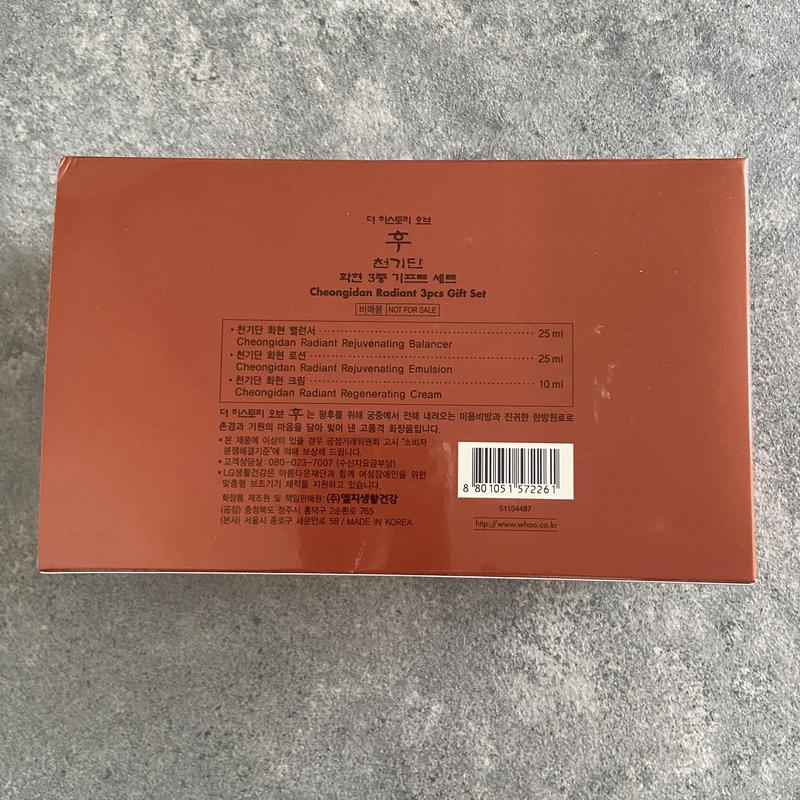 더 히스토리 오브
후
천기단
화현 3종 기프트 세트
Cheongidan Radiant 3pcs Gift Set
비매품 NOT FOR SALE
• 천기단 화현 밸런서 25 ml
Cheongidan Radiant Rejuvenating Balancer
• 천기단 화현 로션 25 ml
Cheongidan Radiant Rejuvenating Emulsion
• 천기단 화현 크림 10 ml
Cheongidan Radiant Regenerating Cream
더 히스토리 오브 후는 왕후를 위해 궁중에서 전해 내려오는 미용비방과 진귀한 한방원료로
존경과 기원의 마음을 담아 빚어 낸 고품격 화장품입니다.
• 본 제품에 이상이 있을 경우 공정거래위원회 고시 "소비자
분쟁해결기준"에 의해 보상해 드립니다.
• 고객상담실 : 080-023-7007 (수신자요금부담)
• LG생활건강은 아름다운재단과 함께 여성장애인을 위한
맞춤형 보조기기 제작을 지원하고 있습니다.
화장품 제조원 및 책임판매원: (주)엘지생활건강
(공장) 충청북도 청주시 흥덕구 2순환로 765
(본사) 서울시 종로구 새문안로 58 / MADE IN KOREA
8 801051 572261
51104487
http://www.whoo.co.kr